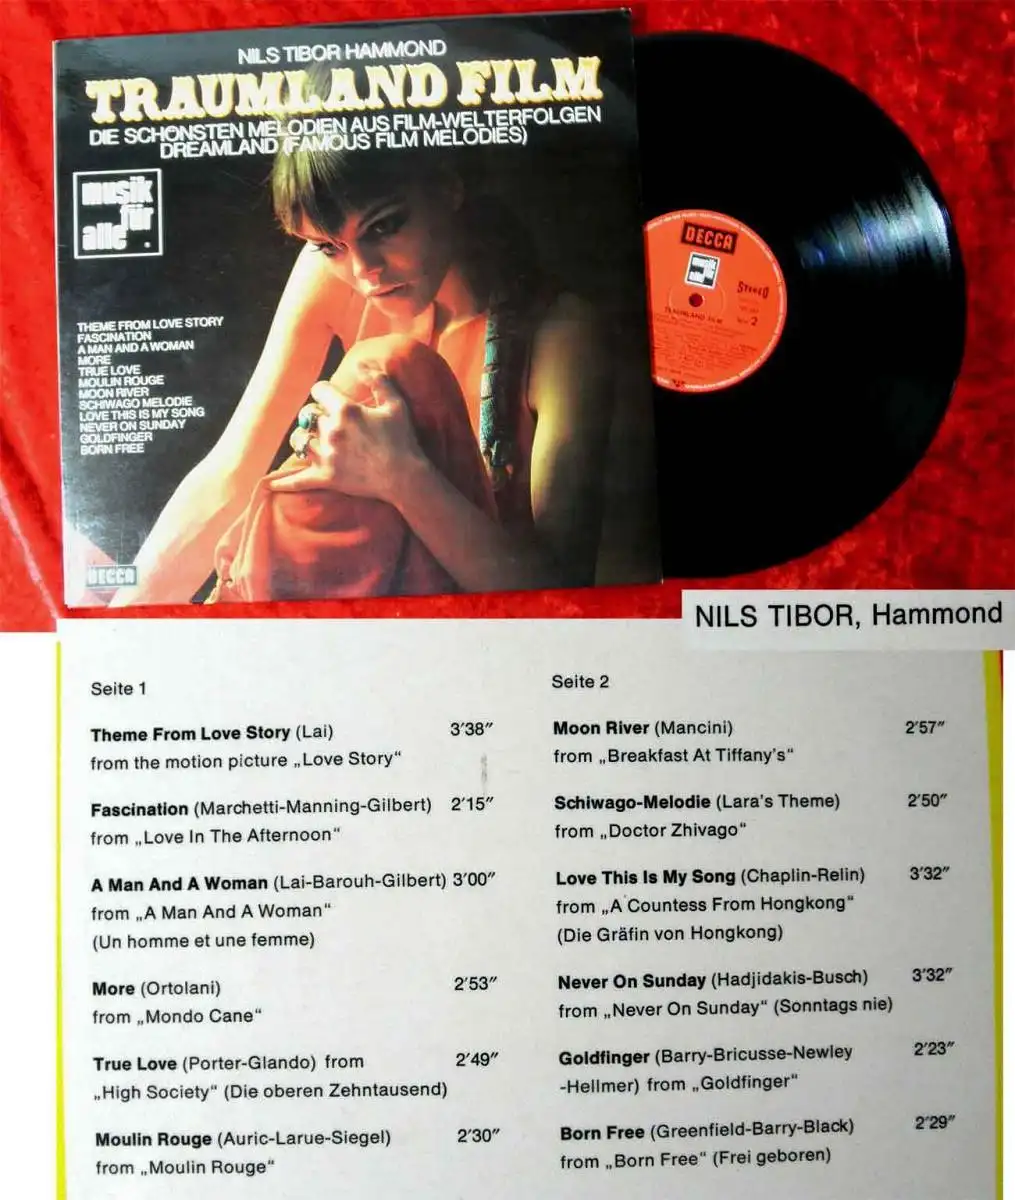 NILS TIBOR HAMMOND
TRAUMLAND FILM
DIE SCHÖNSTEN MELODIEN AUS FILM-WELTERFOLGEN
DREAMLAND (FAMOUS FILM MELODIES)
musik
für
alle
THEME FROM LOVE STORY
FASCINATION
A MAN AND A WOMAN
MORE
TRUE LOVE
MOULIN ROUGE
MOON RIVER
SCHIWAGO MELODIE
LOVE THIS IS MY SONG
NEVER ON SUNDAY
GOLDFINGER
BORN FREE
DECCA
DECCA
musik
für
alle
STEREO
2
TRAUMLAND FILM
NILS TIBOR, Hammond
Seite 1
Theme From Love Story (Lai) 3'38"
from the motion picture „Love Story“
Fascination (Marchetti-Manning-Gilbert) 2'15"
from „Love In The Afternoon“
A Man And A Woman (Lai-Barouh-Gilbert) 3'00"
from „A Man And A Woman“
(Un homme et une femme)
More (Ortolani) 2'53"
from „Mondo Cane“
True Love (Porter-Glando) from 2'49"
„High Society“ (Die oberen Zehntausend)
Moulin Rouge (Auric-Larue-Siegel) 2'30"
from „Moulin Rouge“
Seite 2
Moon River (Mancini) 2'57"
from „Breakfast At Tiffany's“
Schiwago-Melodie (Lara's Theme) 2'50"
from „Doctor Zhivago“
Love This Is My Song (Chaplin-Relin) 3'32"
from „A Countess From Hongkong“
(Die Gräfin von Hongkong)
Never On Sunday (Hadjidakis-Busch) 3'32"
from „Never On Sunday“ (Sonntags nie)
Goldfinger (Barry-Bricusse-Newley 2'23"
-Hellmer) from „Goldfinger“
Born Free (Greenfield-Barry-Black) 2'29"
from „Born Free“ (Frei geboren)